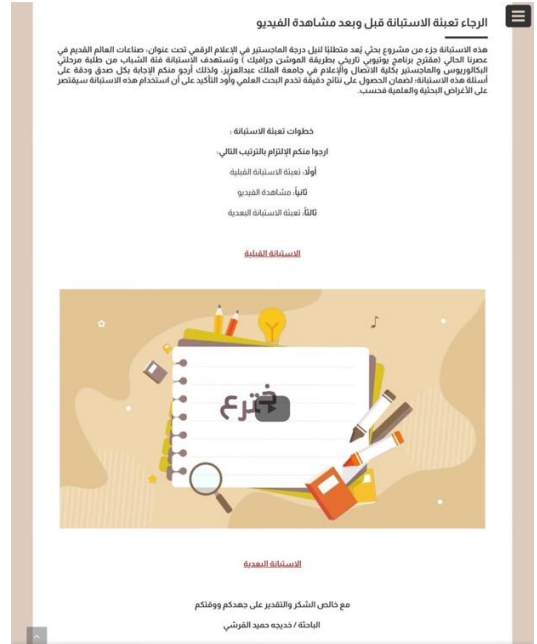 الرجاء تعبئة الاستبانة قبل وبعد مشاهدة الفيديو
هذه الاستبانة جزء من مشروع بحثي يُعد متطلبًا لنيل درجة الماجستير في الإعلام الرقمي تحت عنوان: صناعات العالم القديم في
عصرنا الحالي (مقترح برنامج يوتيوبي تاريخي بطريقة الموشن جرافيك ) وتستهدف الاستبانة فئة الشباب من طلبة مرحلتي
البكالوريوس والماجستير بكلية الاتصال والإعلام في جامعة الملك عبدالعزيز، ولذلك أرجو منكم الإجابة بكل صدق ودقة على
أسئلة هذه الاستبانة؛ لضمان الحصول على نتائج دقيقة تخدم البحث العلمي وأود التأكيد على أن استخدام هذه الاستبانة سيقتصر
على الأغراض البحثية والعلمية فحسب.
خطوات تعبئة الاستبانة :
ارجوا منكم الإلتزام بالترتيب التالي:
أولًا: تعبئة الاستبانة القبلية
ثانياً: مشاهدة الفيديو
ثالثاً: تعبئة الاستبانة البعدية
الاستبانة القبلية
الاستبانة البعدية
مع خالص الشكر والتقدير على جهدكم ووقتكم
الباحثة / خديجه حميد القرشي